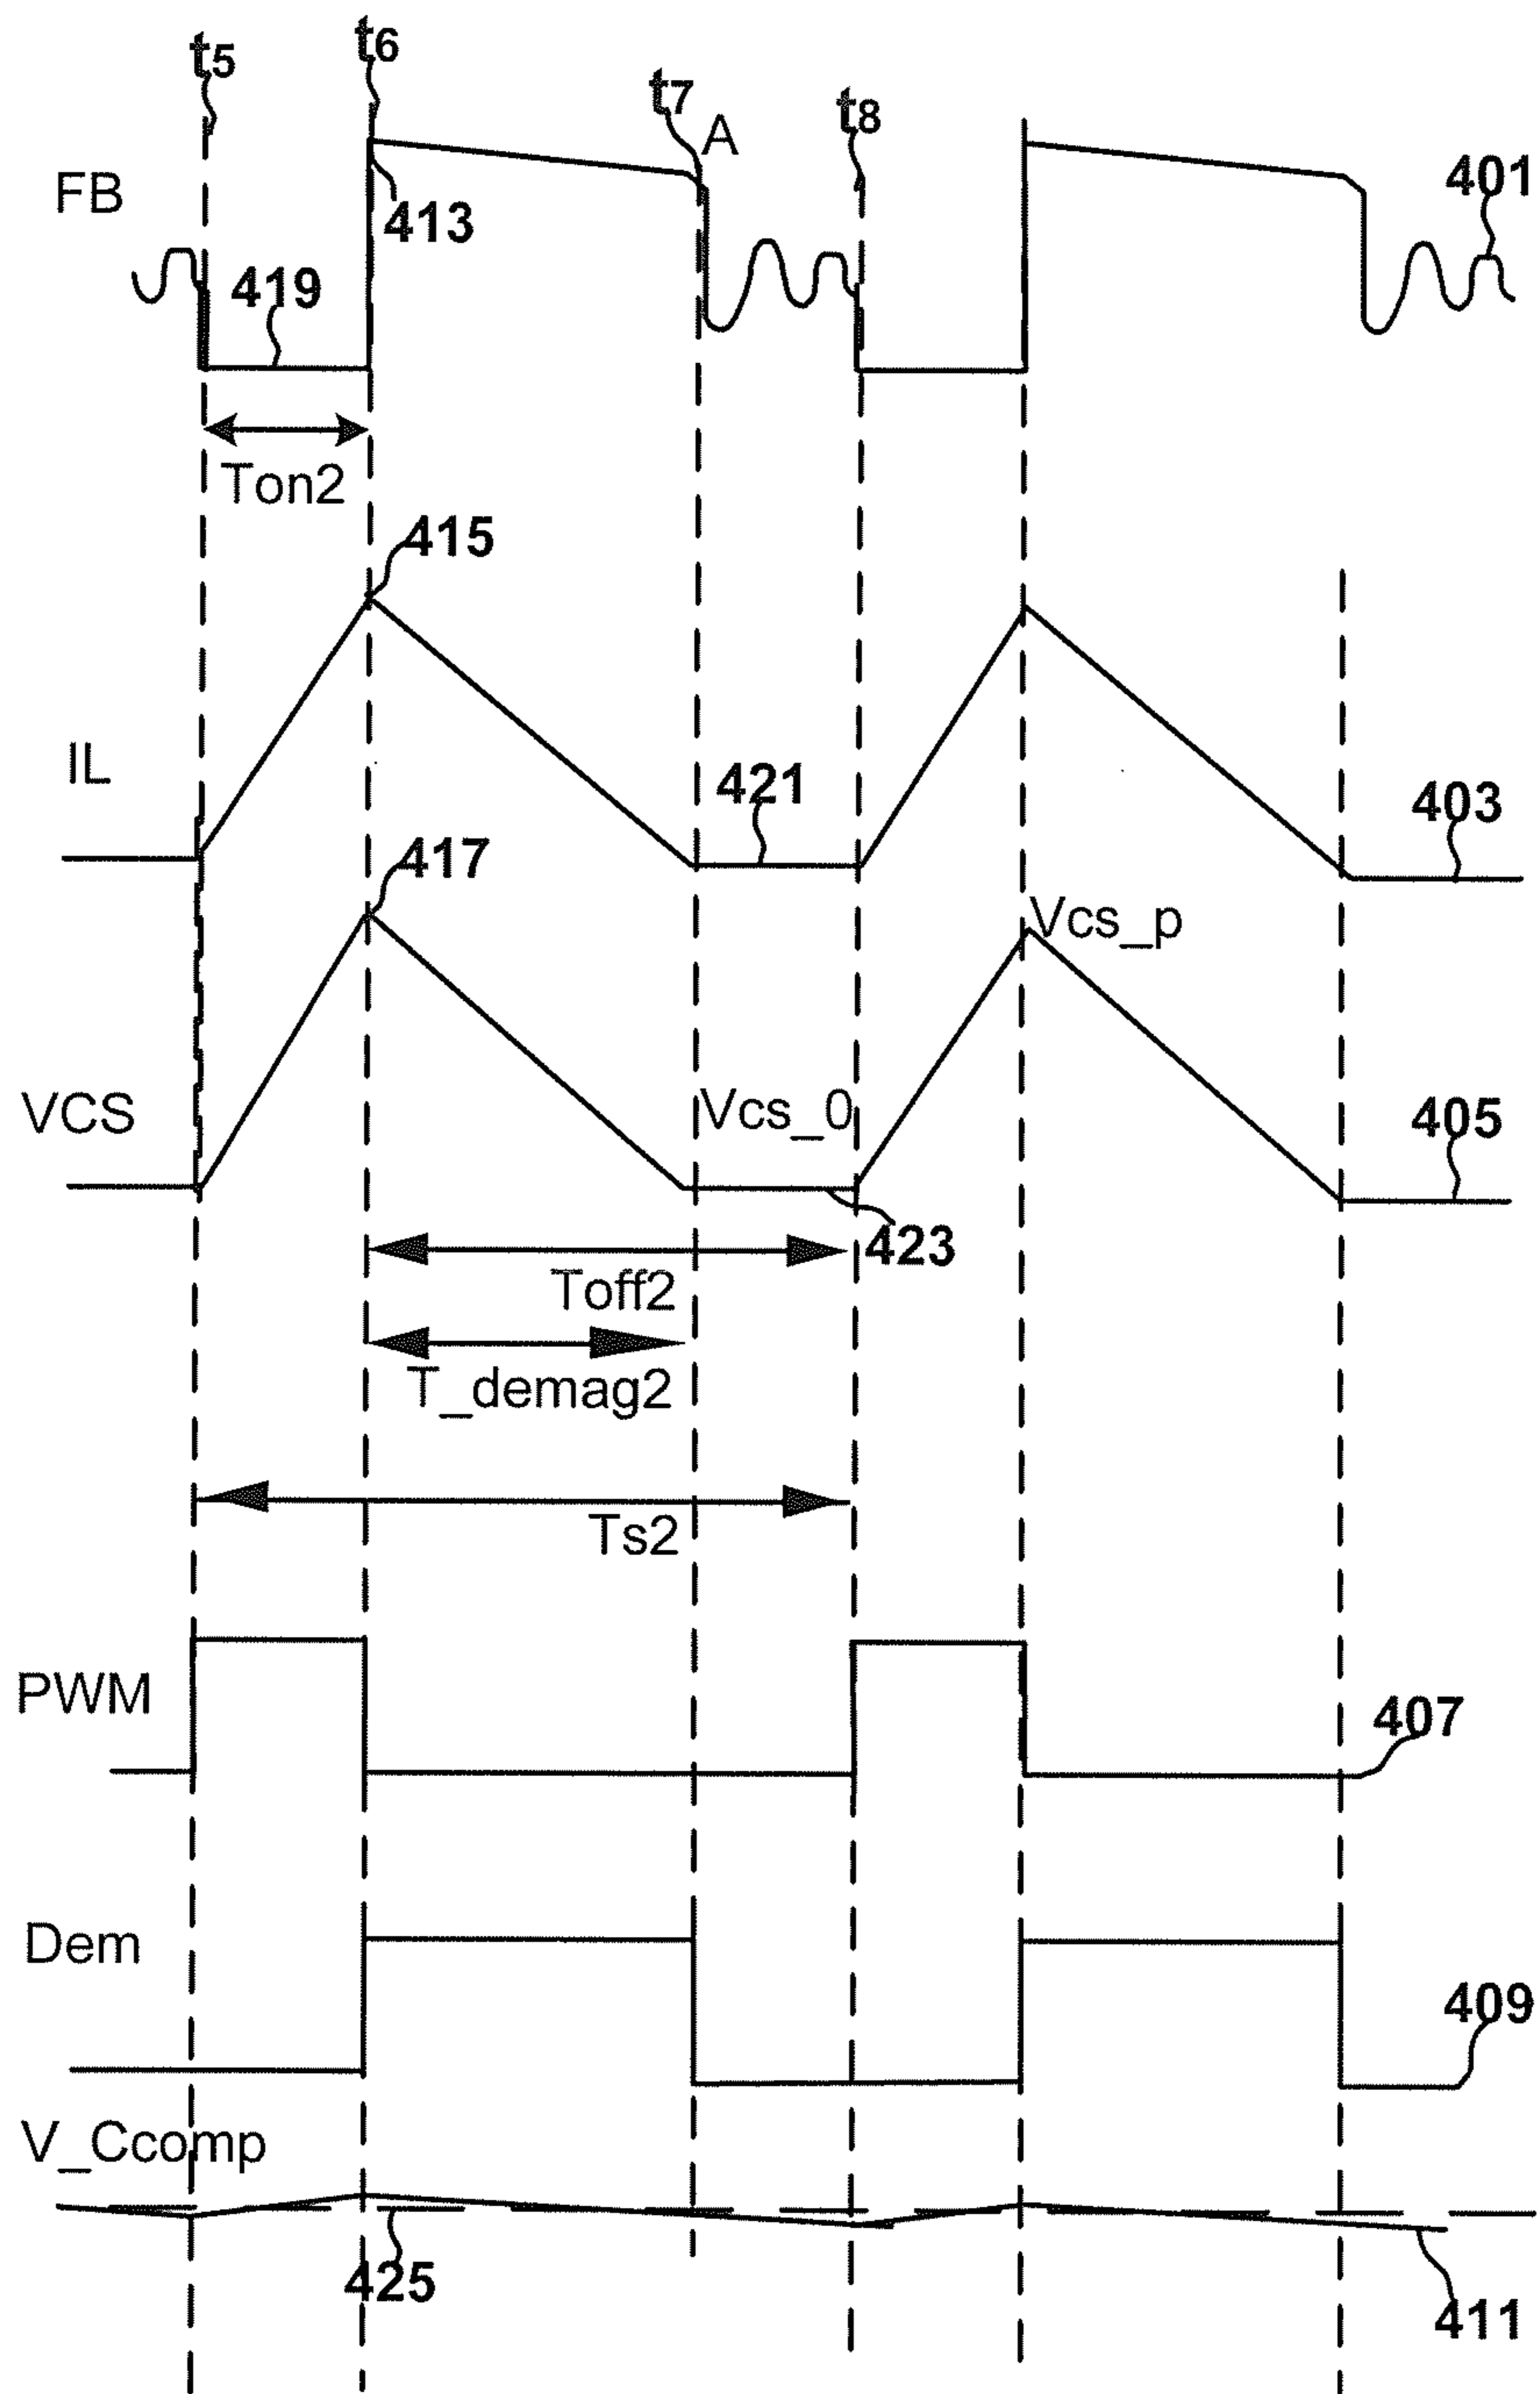 t5
t6
t7
A
t8
FB
413
401
419
Ton2
415
IL
421
403
417
Vcs_p
VCS
Vcs_0
405
423
Toff2
T_demag2
Ts2
PWM
407
Dem
409
V_Ccomp
425
411